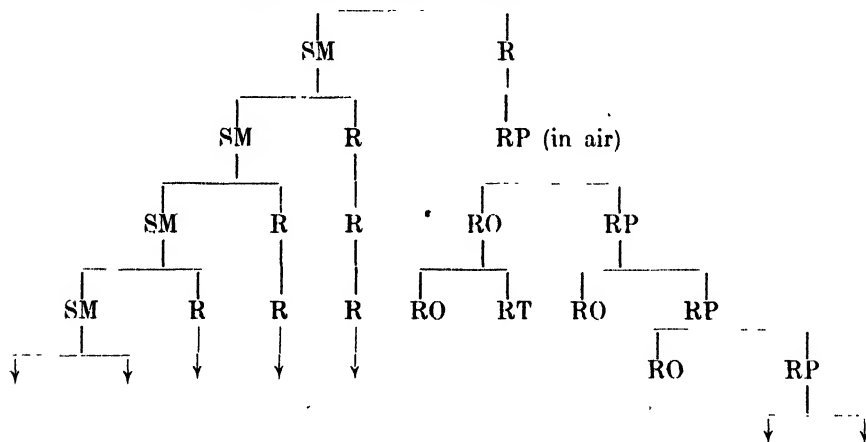 SM R
SM R RP (in air)
SM R R RO RP
SM R R R RO RT RO RP
RO RP